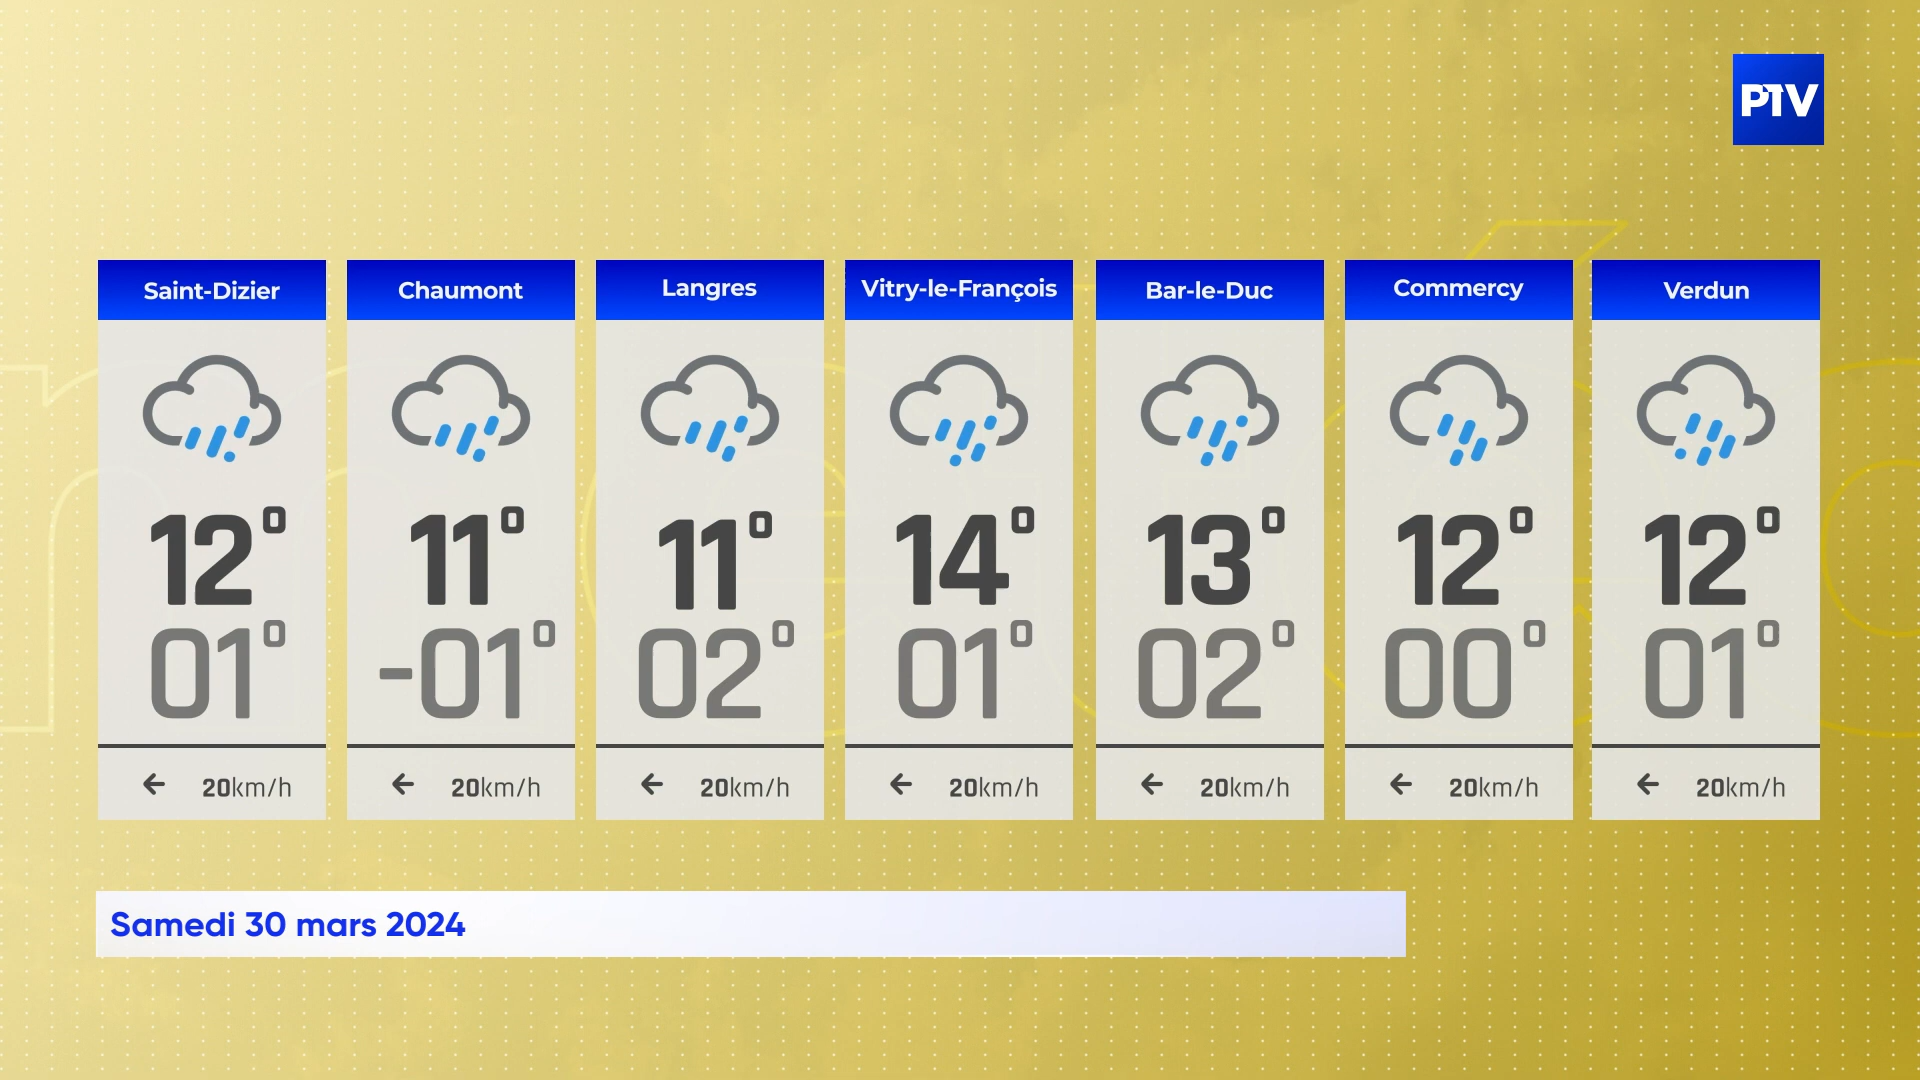 PTV
Saint-Dizier
12°
01°
20km/h
Chaumont
11°
-01°
20km/h
Langres
11°
02°
20km/h
Vitry-le-François
14°
01°
20km/h
Bar-le-Duc
13°
02°
20km/h
Commercy
12°
00°
20km/h
Verdun
12°
01°
20km/h
Samedi 30 mars 2024